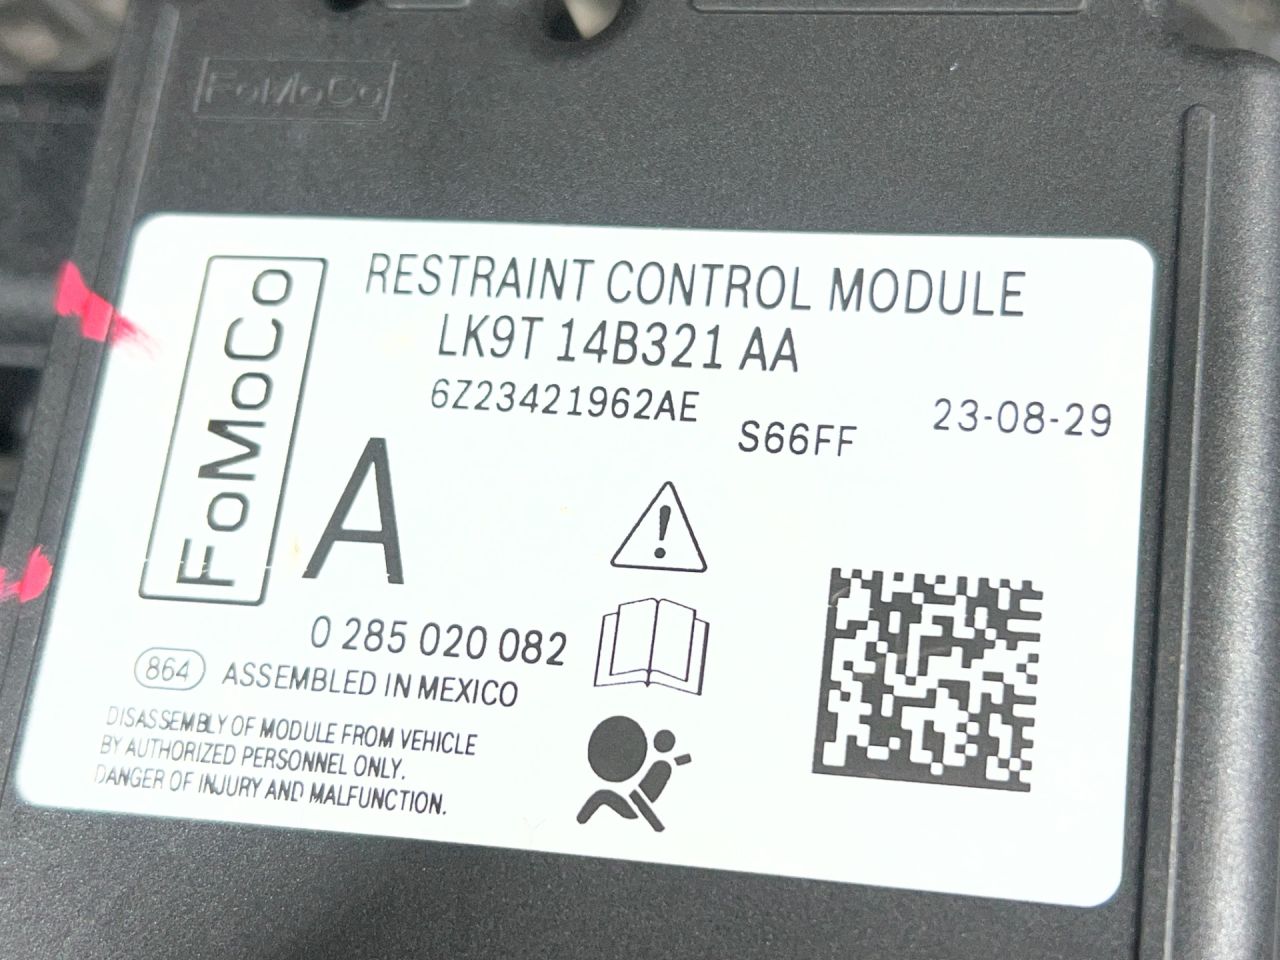 FoMoCo
FoMoCo
RESTRAINT CONTROL MODULE
LK9T 14B321 AA
6Z23421962AE
S66FF
23-08-29
A
0 285 020 082
864 ASSEMBLED IN MEXICO
DISASSEMBLY OF MODULE FROM VEHICLE
BY AUTHORIZED PERSONNEL ONLY.
DANGER OF INJURY AND MALFUNCTION.